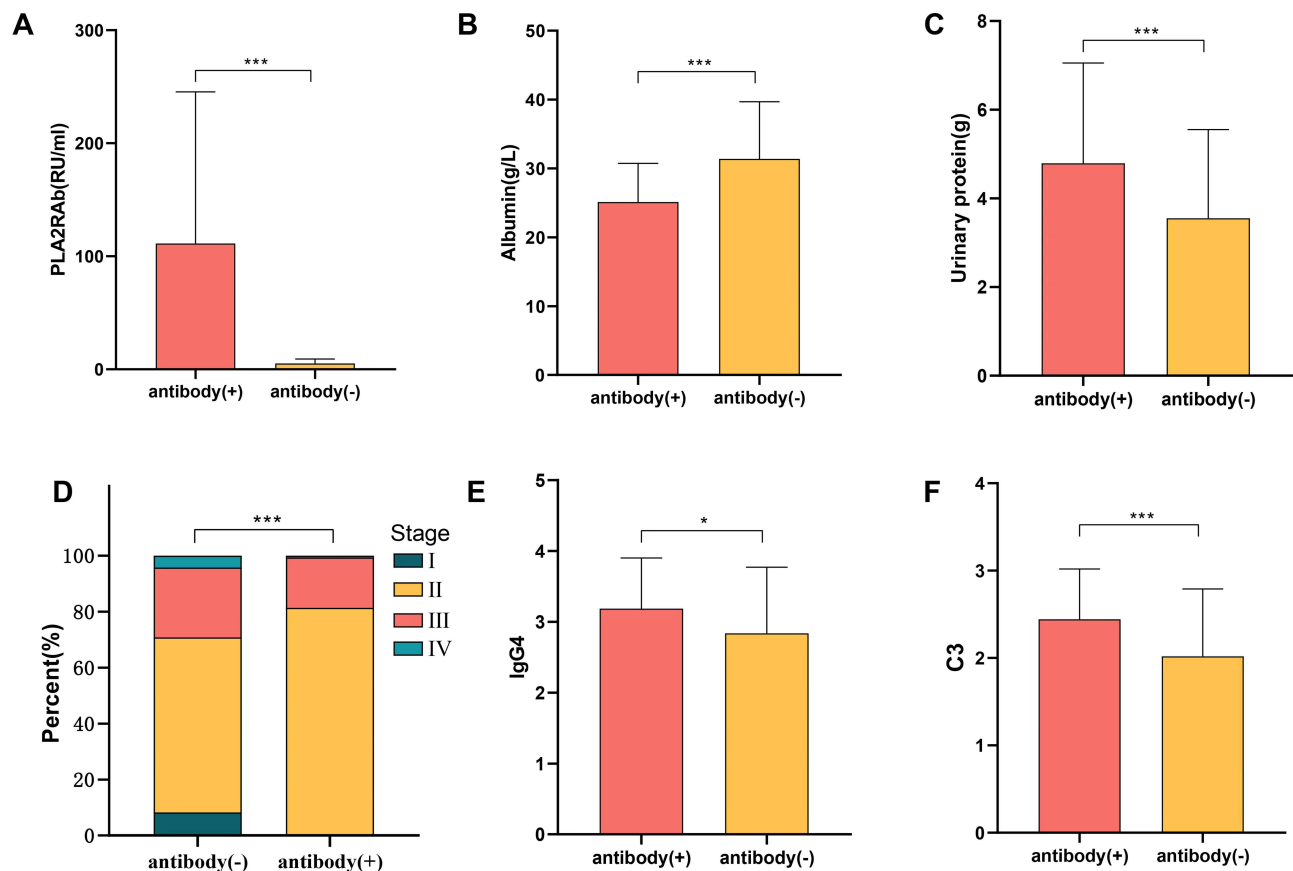 A
300
200
100
0
PLA2RAb(RU/ml)
***
antibody(+)
antibody(-)
B
50
40
30
20
10
0
Albumin(g/L)
***
antibody(+)
antibody(-)
C
8
6
4
2
0
Urinary protein(g)
***
antibody(+)
antibody(-)
D
100
80
60
40
20
0
Percent(%)
***
Stage
I
II
III
IV
antibody(-)
antibody(+)
E
5
4
3
2
1
0
IgG4
*
antibody(+)
antibody(-)
F
4
3
2
1
0
C3
***
antibody(+)
antibody(-)